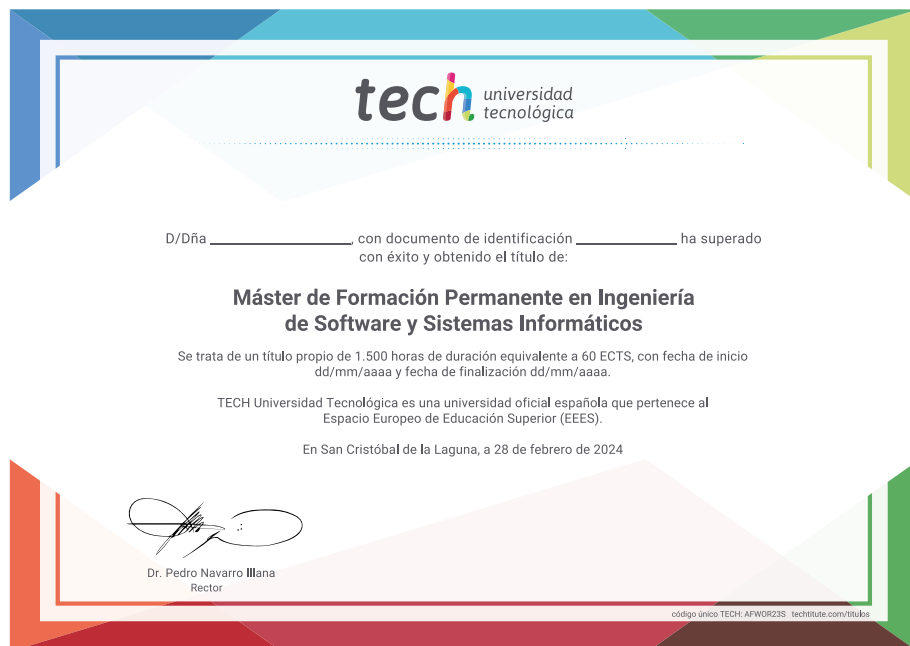 tech universidad
tecnológica
D/Dña ______________, con documento de identificación __________ ha superado
con éxito y obtenido el título de:
Máster de Formación Permanente en Ingeniería
de Software y Sistemas Informáticos
Se trata de un título propio de 1.500 horas de duración equivalente a 60 ECTS, con fecha de inicio
dd/mm/aaaa y fecha de finalización dd/mm/aaaa.
TECH Universidad Tecnológica es una universidad oficial española que pertenece al
Espacio Europeo de Educación Superior (EEES).
En San Cristóbal de la Laguna, a 28 de febrero de 2024
Dr. Pedro Navarro Illana
Rector
código único TECH: AFWOR23S techtitute.com/titulos